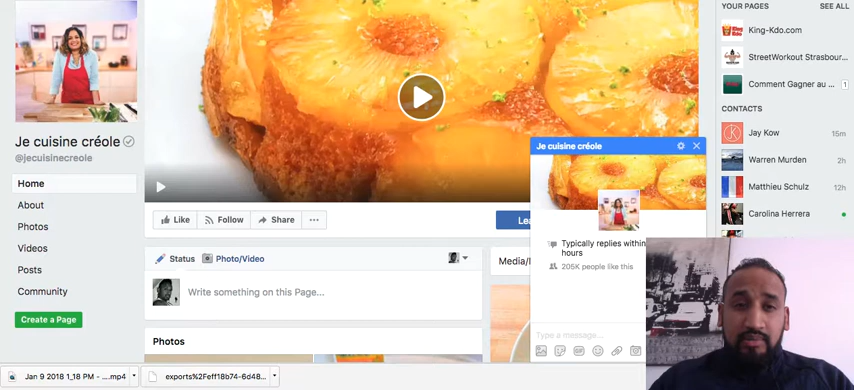 Je cuisine créole
@jecuisinecreole
Home
About
Photos
Videos
Posts
Community
Create a Page
Like
Follow
Share
Status
Photo/Video
Write something on this Page...
Photos
Je cuisine créole
Typically replies within
hours
205K people like this
Type a message...
YOUR PAGES
SEE ALL
King-Kdo.com
StreetWorkout Strasbour...
Comment Gagner au ...
1
CONTACTS
Jay Kow
15m
Warren Murden
2h
Matthieu Schulz
12h
Carolina Herrera
Jan 9 2018 1_18 PM - ....mp4
exports%2Feff18b74-6d48...